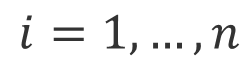 i = 1, … , n